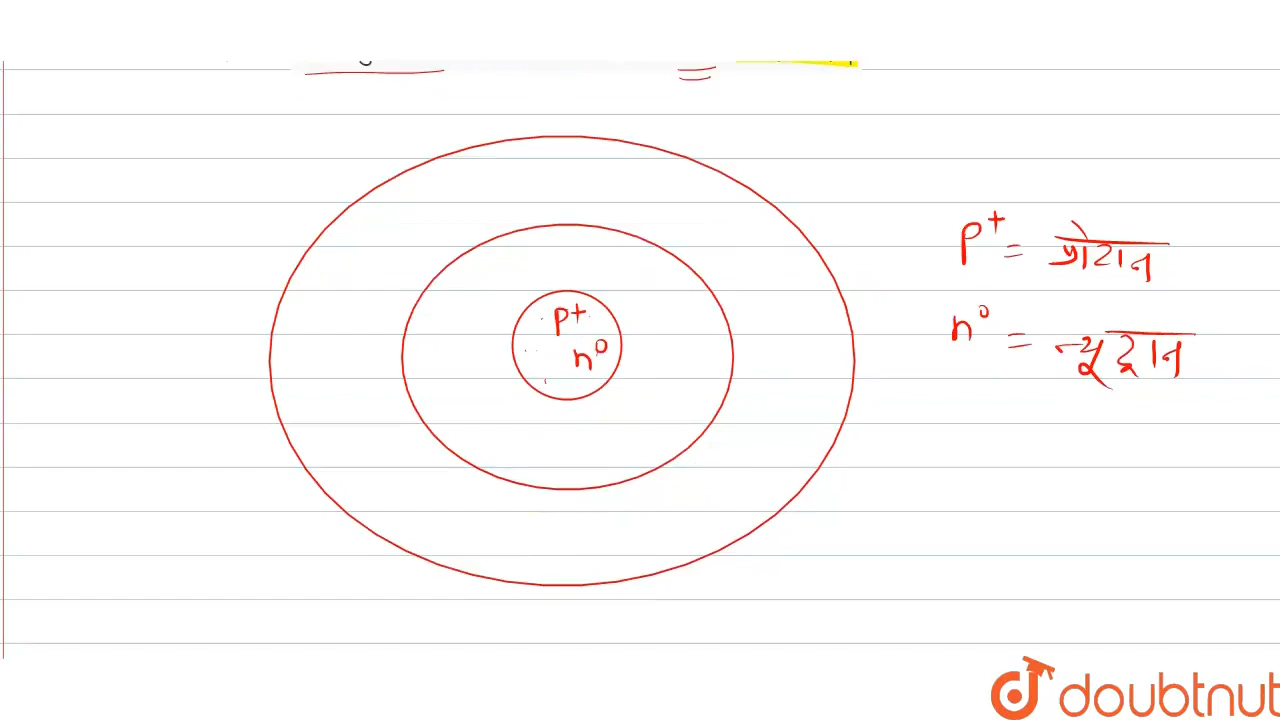 p+ = प्रोटान
n⁰ = न्यूट्रान
p+
n⁰
doubtnut